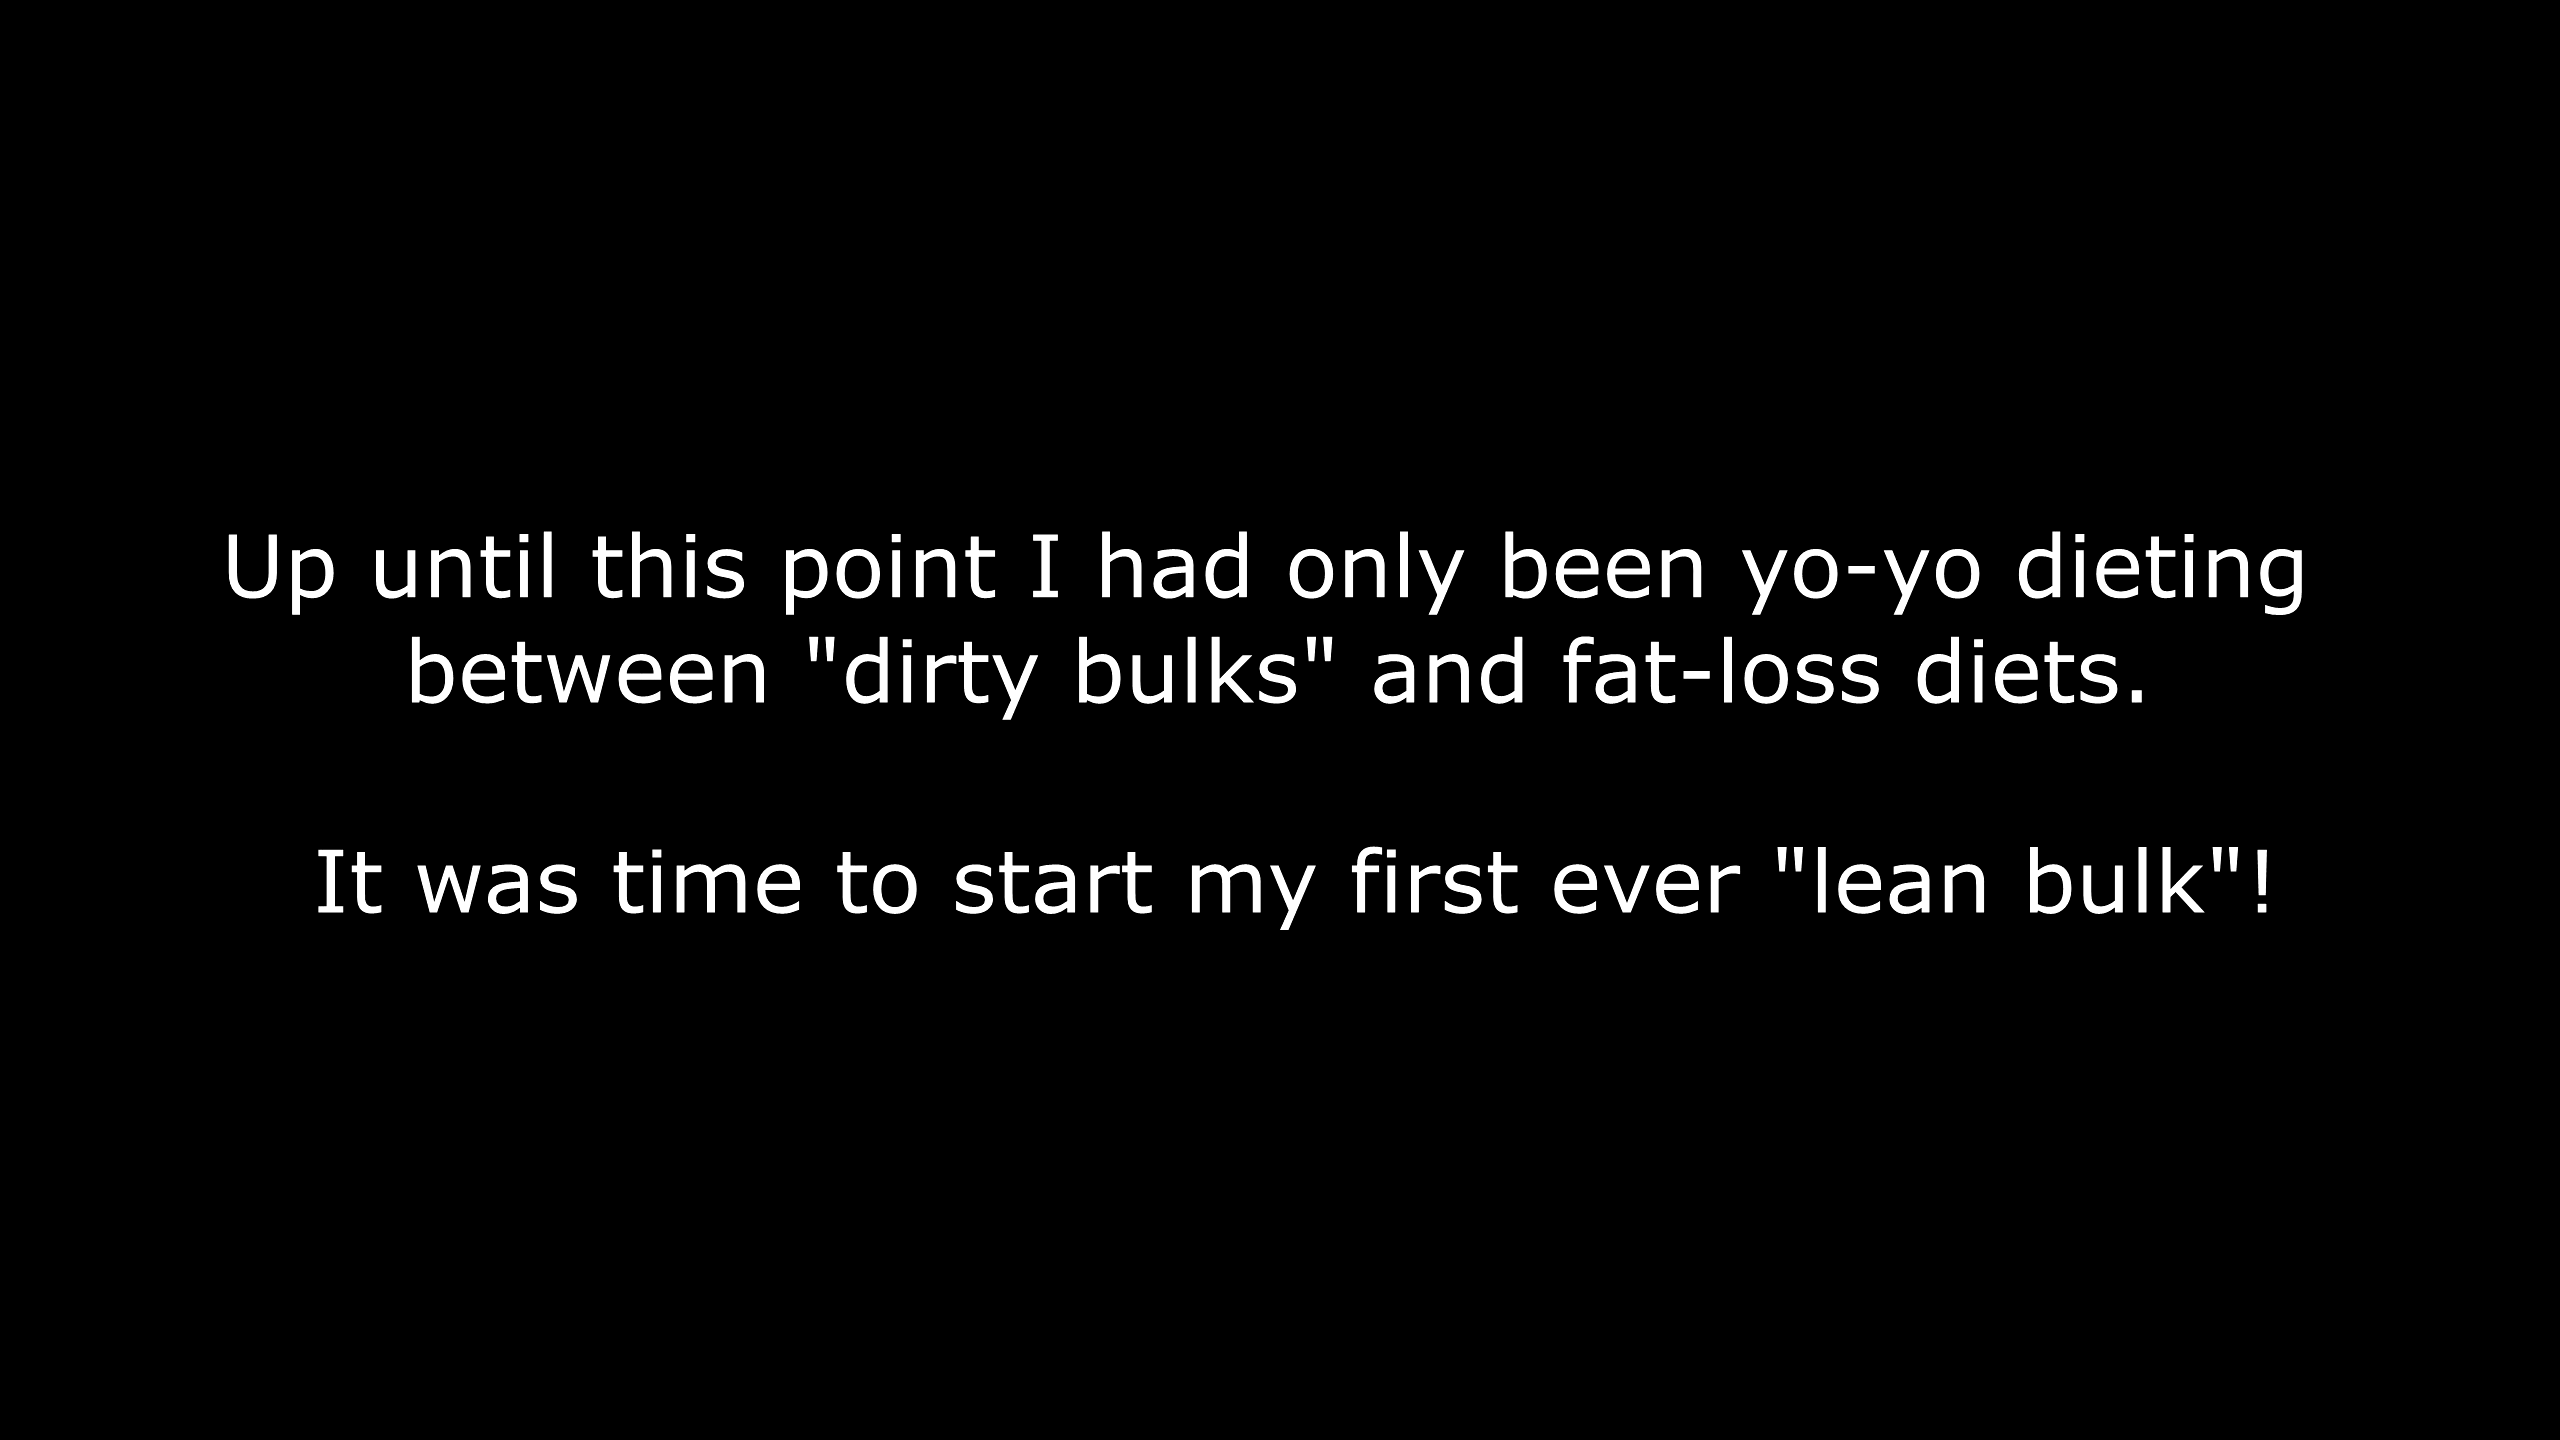 Up until this point I had only been yo-yo dieting
between "dirty bulks" and fat-loss diets.
It was time to start my first ever "lean bulk"!